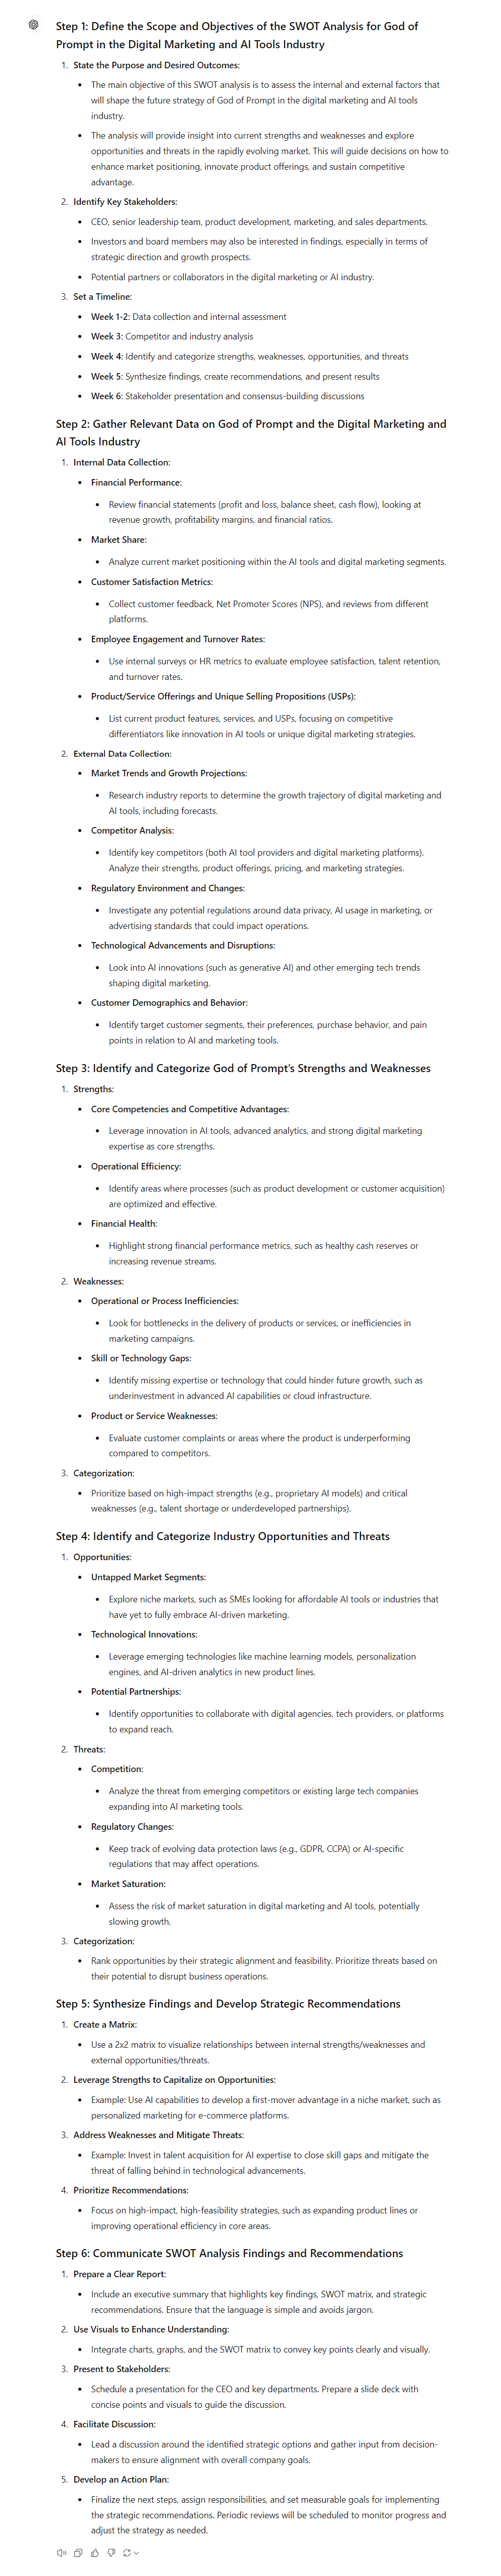 Step 1: Define the Scope and Objectives of the SWOT Analysis for God of
Prompt in the Digital Marketing and AI Tools Industry
1. State the Purpose and Desired Outcomes:
• The main objective of this SWOT analysis is to assess the internal and external factors that
will shape the future strategy of God of Prompt in the digital marketing and AI tools
industry.
• The analysis will provide insight into current strengths and weaknesses and explore
opportunities and threats in the rapidly evolving market. This will guide decisions on how to
enhance market positioning, innovate product offerings, and sustain competitive
advantage.
2. Identify Key Stakeholders:
• CEO, senior leadership team, product development, marketing, and sales departments.
• Investors and board members may also be interested in findings, especially in terms of
strategic direction and growth prospects.
• Potential partners or collaborators in the digital marketing or AI industry.
3. Set a Timeline:
• Week 1-2: Data collection and internal assessment
• Week 3: Competitor and industry analysis
• Week 4: Identify and categorize strengths, weaknesses, opportunities, and threats
• Week 5: Synthesize findings, create recommendations, and present results
• Week 6: Stakeholder presentation and consensus-building discussions
Step 2: Gather Relevant Data on God of Prompt and the Digital Marketing and
AI Tools Industry
1. Internal Data Collection:
• Financial Performance:
• Review financial statements (profit and loss, balance sheet, cash flow), looking at
revenue growth, profitability margins, and financial ratios.
• Market Share:
• Analyze current market positioning within the AI tools and digital marketing segments.
• Customer Satisfaction Metrics:
• Collect customer feedback, Net Promoter Scores (NPS), and reviews from different
platforms.
• Employee Engagement and Turnover Rates:
• Use internal surveys or HR metrics to evaluate employee satisfaction, talent retention,
and turnover rates.
• Product/Service Offerings and Unique Selling Propositions (USPs):
• List current product features, services, and USPs, focusing on competitive
differentiators like innovation in AI tools or unique digital marketing strategies.
2. External Data Collection:
• Market Trends and Growth Projections:
• Research industry reports to determine the growth trajectory of digital marketing and
AI tools, including forecasts.
• Competitor Analysis:
• Identify key competitors (both AI tool providers and digital marketing platforms).
Analyze their strengths, product offerings, pricing, and marketing strategies.
• Regulatory Environment and Changes:
• Investigate any potential regulations around data privacy, AI usage in marketing, or
advertising standards that could impact operations.
• Technological Advancements and Disruptions:
• Look into AI innovations (such as generative AI) and other emerging tech trends
shaping digital marketing.
• Customer Demographics and Behavior:
• Identify target customer segments, their preferences, purchase behavior, and pain
points in relation to AI and marketing tools.
Step 3: Identify and Categorize God of Prompt's Strengths and Weaknesses
1. Strengths:
• Core Competencies and Competitive Advantages:
• Leverage innovation in AI tools, advanced analytics, and strong digital marketing
expertise as core strengths.
• Operational Efficiency:
• Identify areas where processes (such as product development or customer acquisition)
are optimized and effective.
• Financial Health:
• Highlight strong financial performance metrics, such as healthy cash reserves or
increasing revenue streams.
2. Weaknesses:
• Operational or Process Inefficiencies:
• Look for bottlenecks in the delivery of products or services, or inefficiencies in
marketing campaigns.
• Skill or Technology Gaps:
• Identify missing expertise or technology that could hinder future growth, such as
underinvestment in advanced AI capabilities or cloud infrastructure.
• Product or Service Weaknesses:
• Evaluate customer complaints or areas where the product is underperforming
compared to competitors.
3. Categorization:
• Prioritize based on high-impact strengths (e.g., proprietary AI models) and critical
weaknesses (e.g., talent shortage or underdeveloped partnerships).
Step 4: Identify and Categorize Industry Opportunities and Threats
1. Opportunities:
• Untapped Market Segments:
• Explore niche markets, such as SMEs looking for affordable AI tools or industries that
have yet to fully embrace AI-driven marketing.
• Technological Innovations:
• Leverage emerging technologies like machine learning models, personalization
engines, and AI-driven analytics in new product lines.
• Potential Partnerships:
• Identify opportunities to collaborate with digital agencies, tech providers, or platforms
to expand reach.
2. Threats:
• Competition:
• Analyze the threat from emerging competitors or existing large tech companies
expanding into AI marketing tools.
• Regulatory Changes:
• Keep track of evolving data protection laws (e.g., GDPR, CCPA) or AI-specific
regulations that may affect operations.
• Market Saturation:
• Assess the risk of market saturation in digital marketing and AI tools, potentially
slowing growth.
3. Categorization:
• Rank opportunities by their strategic alignment and feasibility. Prioritize threats based on
their potential to disrupt business operations.
Step 5: Synthesize Findings and Develop Strategic Recommendations
1. Create a Matrix:
• Use a 2x2 matrix to visualize relationships between internal strengths/weaknesses and
external opportunities/threats.
2. Leverage Strengths to Capitalize on Opportunities:
• Example: Use AI capabilities to develop a first-mover advantage in a niche market, such as
personalized marketing for e-commerce platforms.
3. Address Weaknesses and Mitigate Threats:
• Example: Invest in talent acquisition for AI expertise to close skill gaps and mitigate the
threat of falling behind in technological advancements.
4. Prioritize Recommendations:
• Focus on high-impact, high-feasibility strategies, such as expanding product lines or
improving operational efficiency in core areas.
Step 6: Communicate SWOT Analysis Findings and Recommendations
1. Prepare a Clear Report:
• Include an executive summary that highlights key findings, SWOT matrix, and strategic
recommendations. Ensure that the language is simple and avoids jargon.
2. Use Visuals to Enhance Understanding:
• Integrate charts, graphs, and the SWOT matrix to convey key points clearly and visually.
3. Present to Stakeholders:
• Schedule a presentation for the CEO and key departments. Prepare a slide deck with
concise points and visuals to guide the discussion.
4. Facilitate Discussion:
• Lead a discussion around the identified strategic options and gather input from decision-
makers to ensure alignment with overall company goals.
5. Develop an Action Plan:
• Finalize the next steps, assign responsibilities, and set measurable goals for implementing
the strategic recommendations. Periodic reviews will be scheduled to monitor progress and
adjust the strategy as needed.